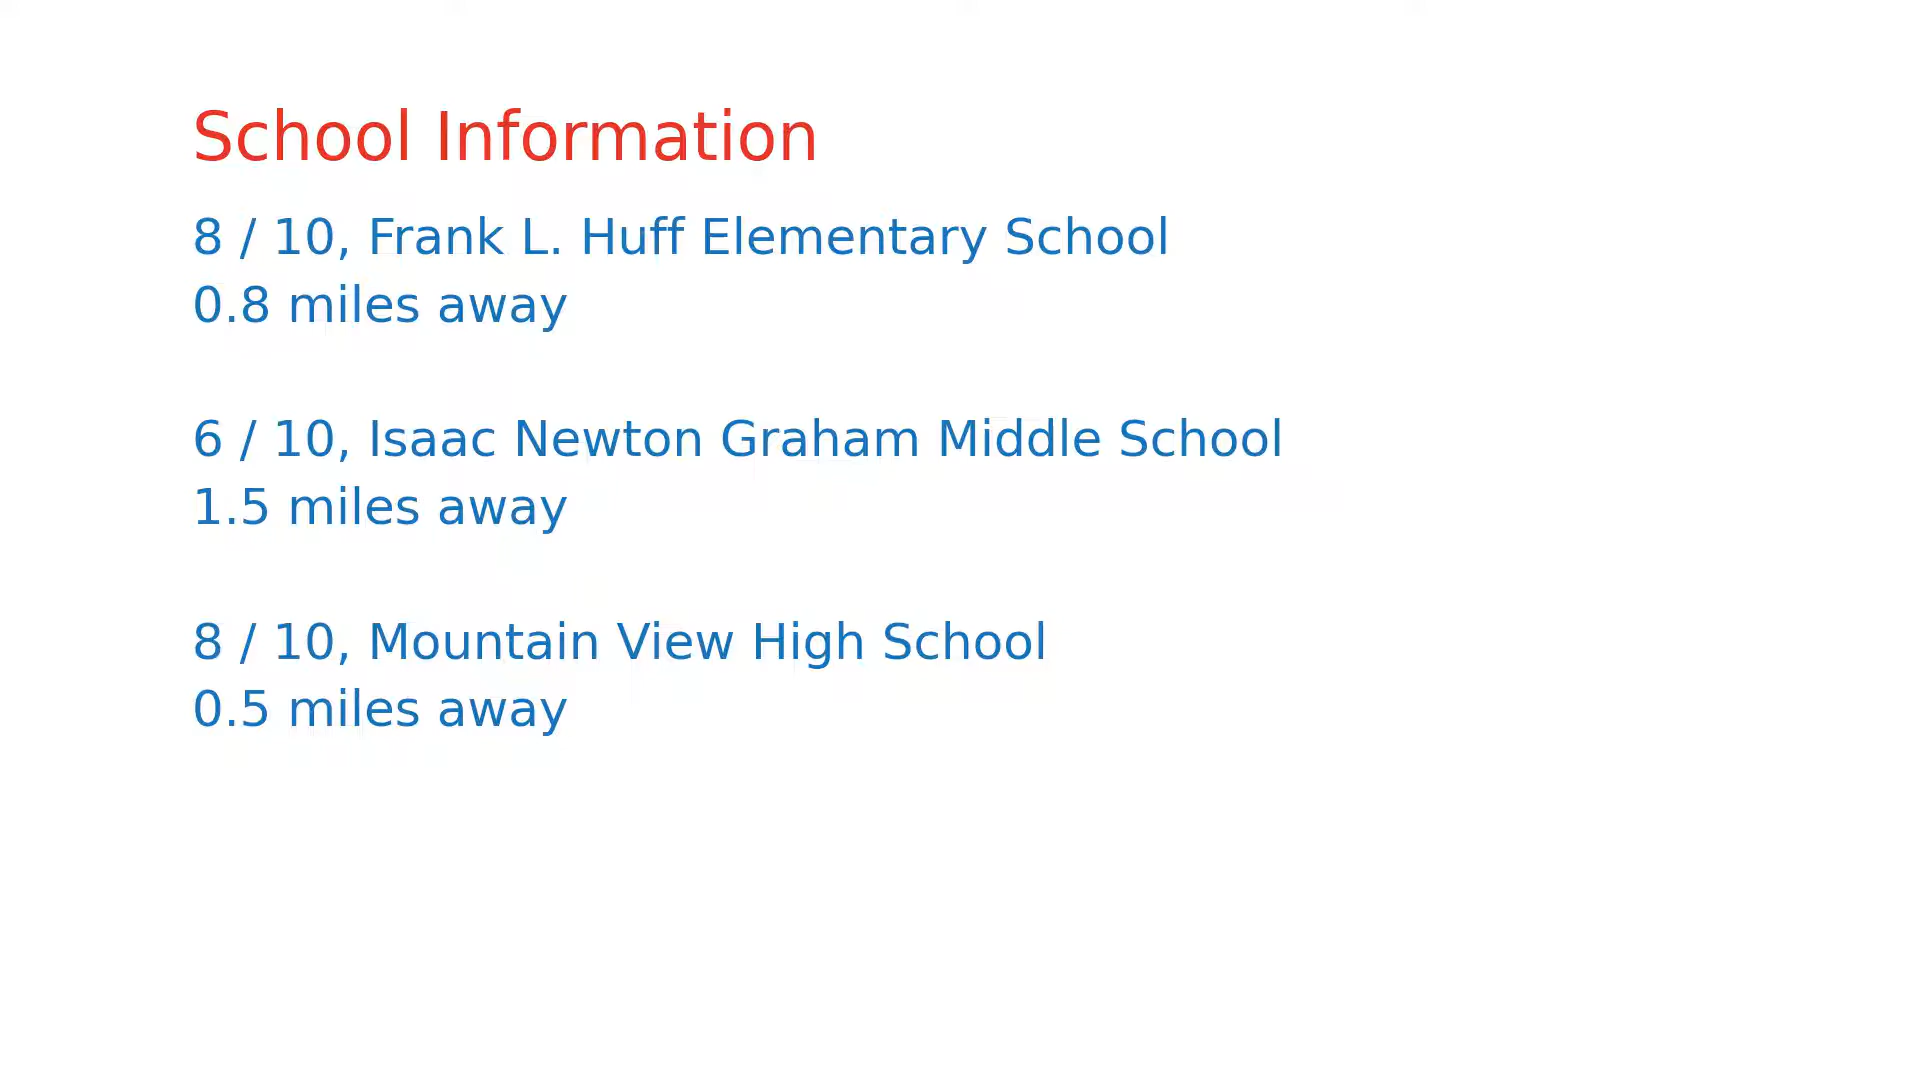 School Information
8 / 10, Frank L. Huff Elementary School
0.8 miles away
6 / 10, Isaac Newton Graham Middle School
1.5 miles away
8 / 10, Mountain View High School
0.5 miles away